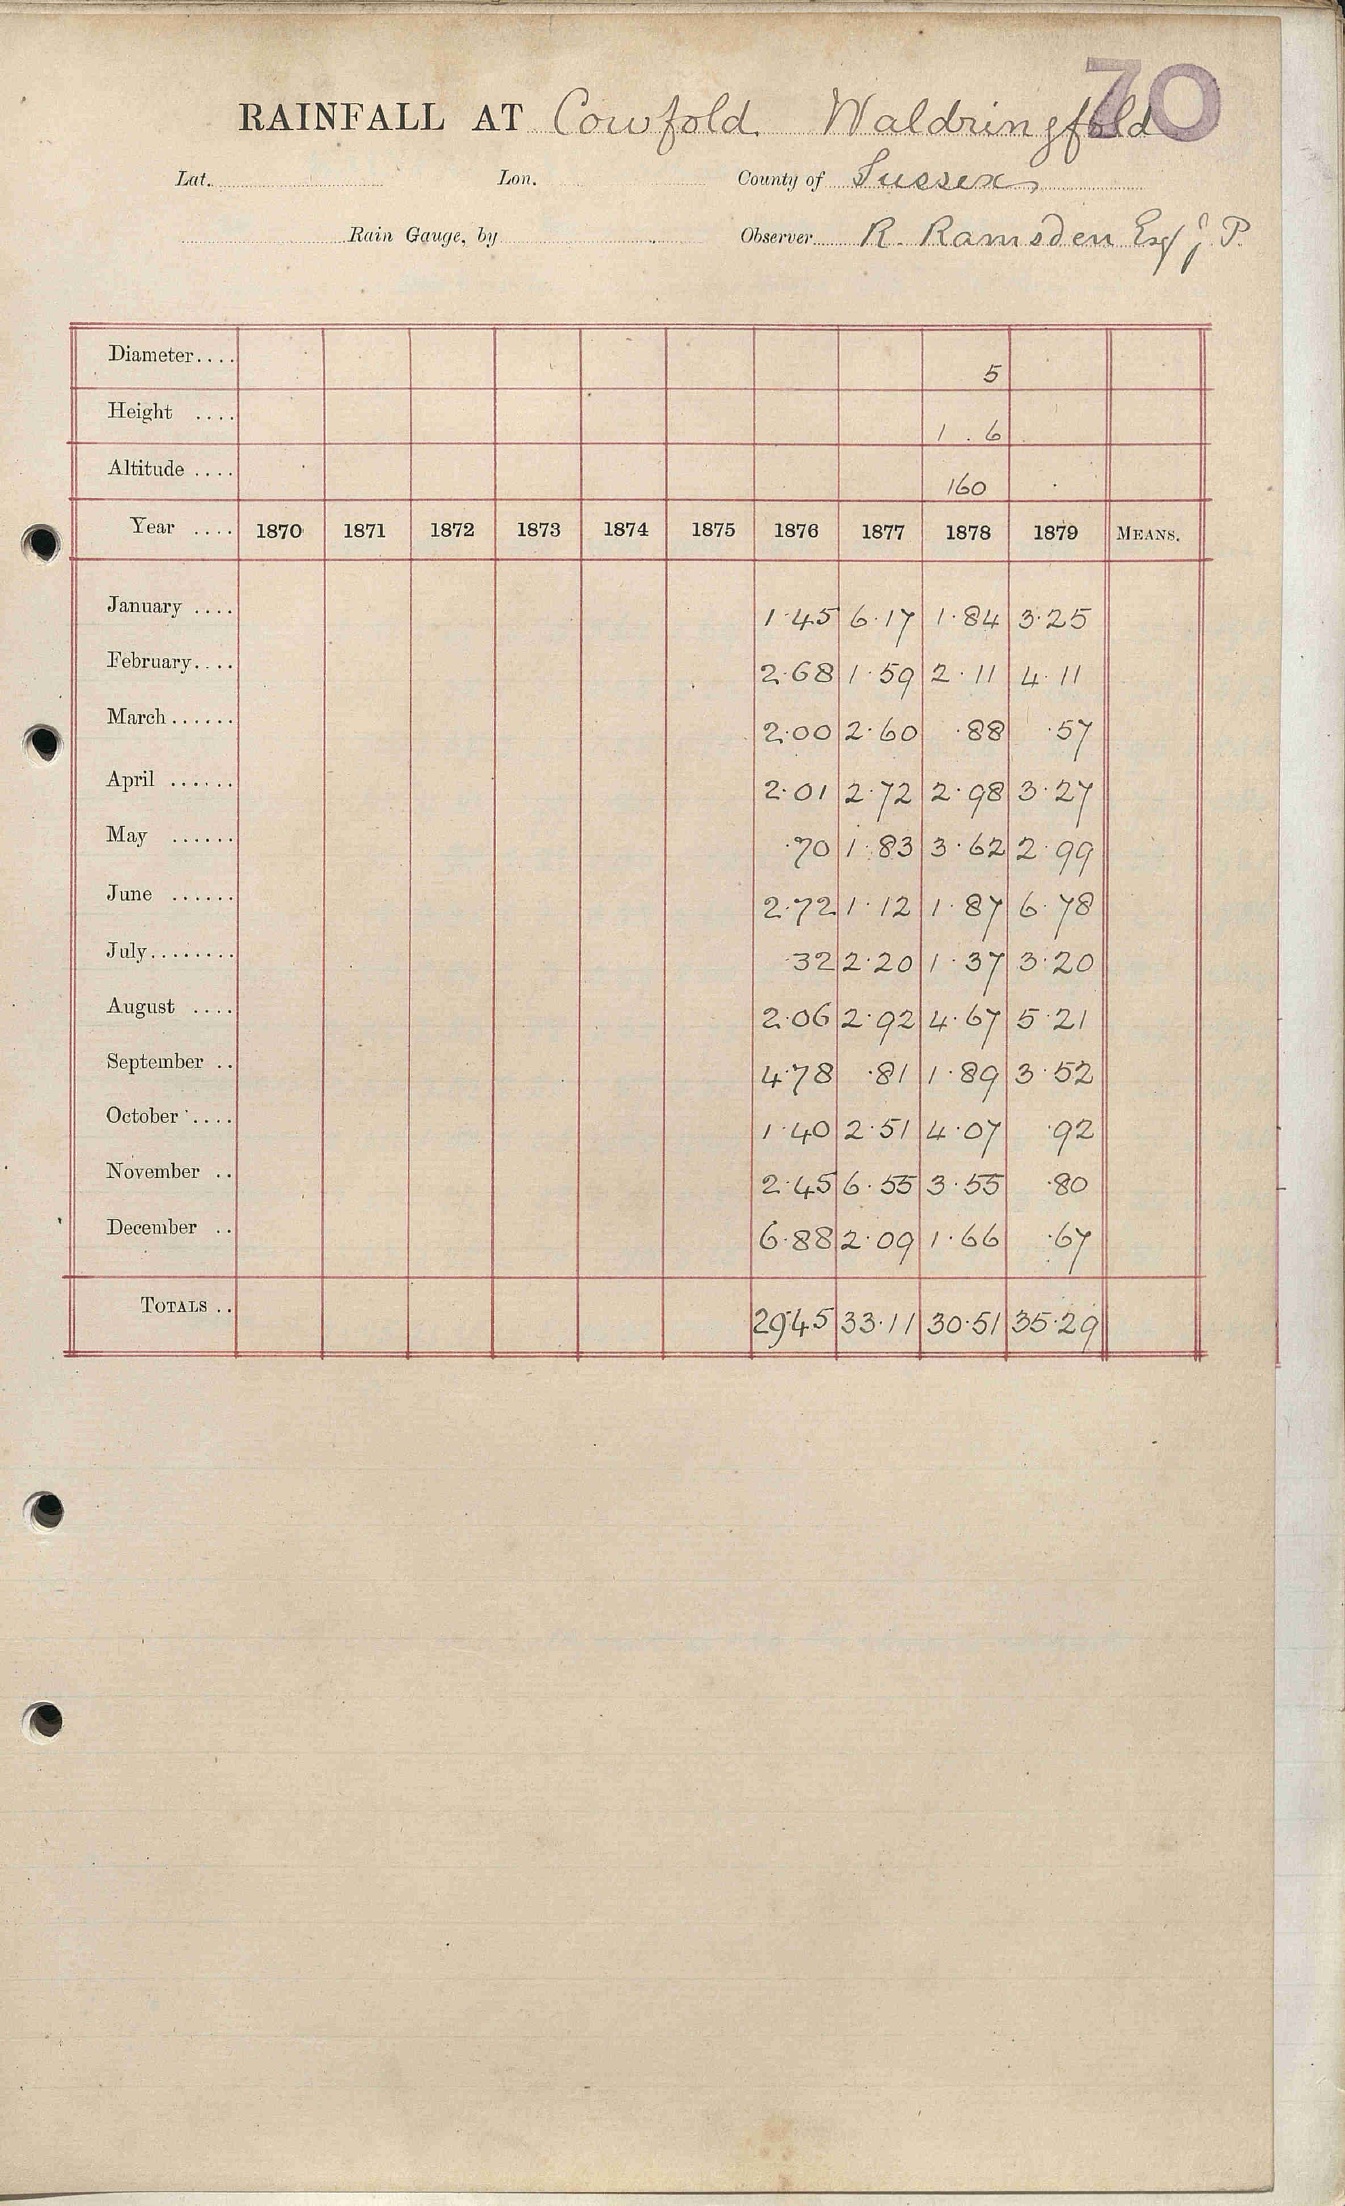 70
RAINFALL AT Cowfold. Waldringfold
Lat. Lon. County of Sussex
Rain Gauge, by Observer R. Ramsden Esq J. P.
Diameter.... 5
Height .... 1 . 6
Altitude .... 160
Year .... 1870 1871 1872 1873 1874 1875 1876 1877 1878 1879 MEANS.
January .... 1.45 6.17 1.84 3.25
February.... 2.68 1.59 2.11 4.11
March...... 2.00 2.60 .88 .57
April ...... 2.01 2.72 2.98 3.27
May ...... .70 1.83 3.62 2.99
June ...... 2.72 1.12 1.87 6.78
July........ .32 2.20 1.37 3.20
August .... 2.06 2.92 4.67 5.21
September .. 4.78 .81 1.89 3.52
October .... 1.40 2.51 4.07 .92
November .. 2.45 6.55 3.55 .80
December .. 6.88 2.09 1.66 .67
TOTALS .. 29.45 33.11 30.51 35.29